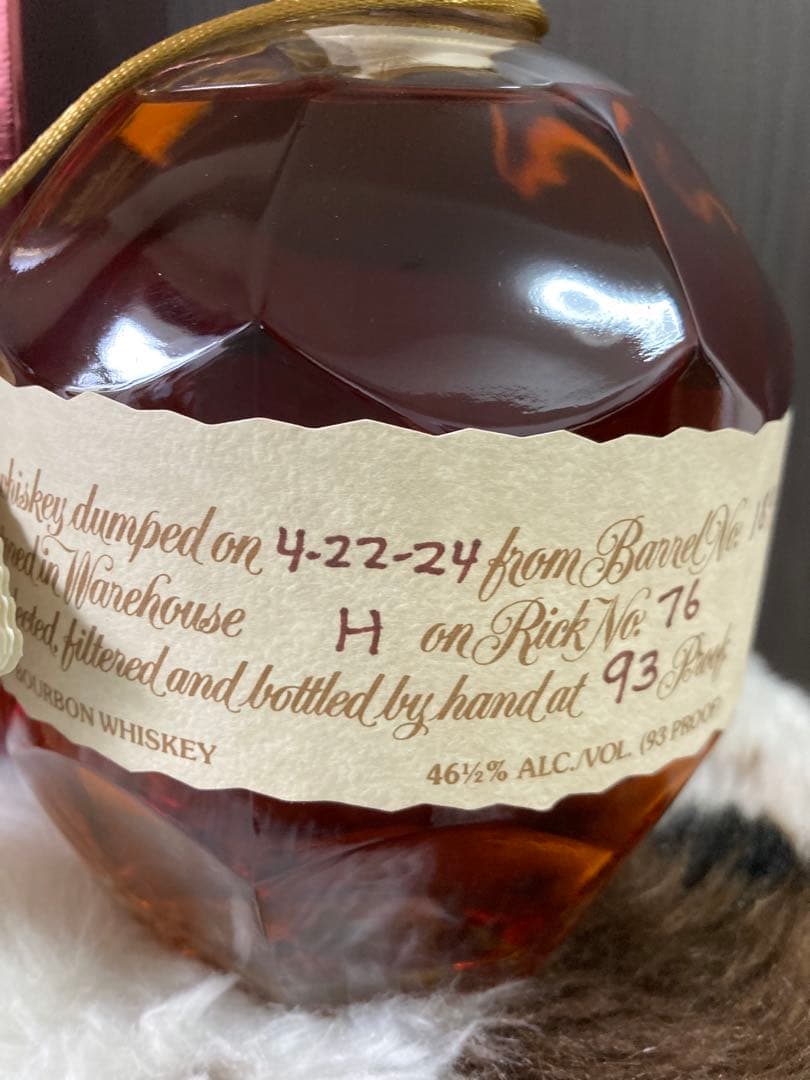 whiskey dumped on 4-22-24 from Barrel No.
in Warehouse H on Rick No. 76
filtered and bottled by hand at 93 Proof
BOURBON WHISKEY 46½% ALC./VOL. (93 PROOF)